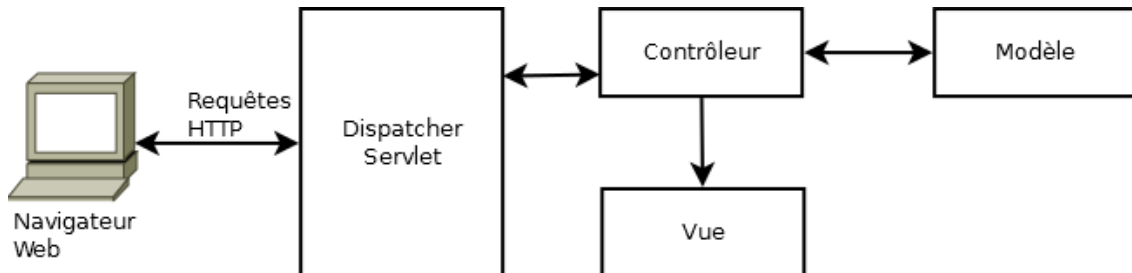 Navigateur
Web
Requêtes
HTTP
Dispatcher
Servlet
Contrôleur
Modèle
Vue